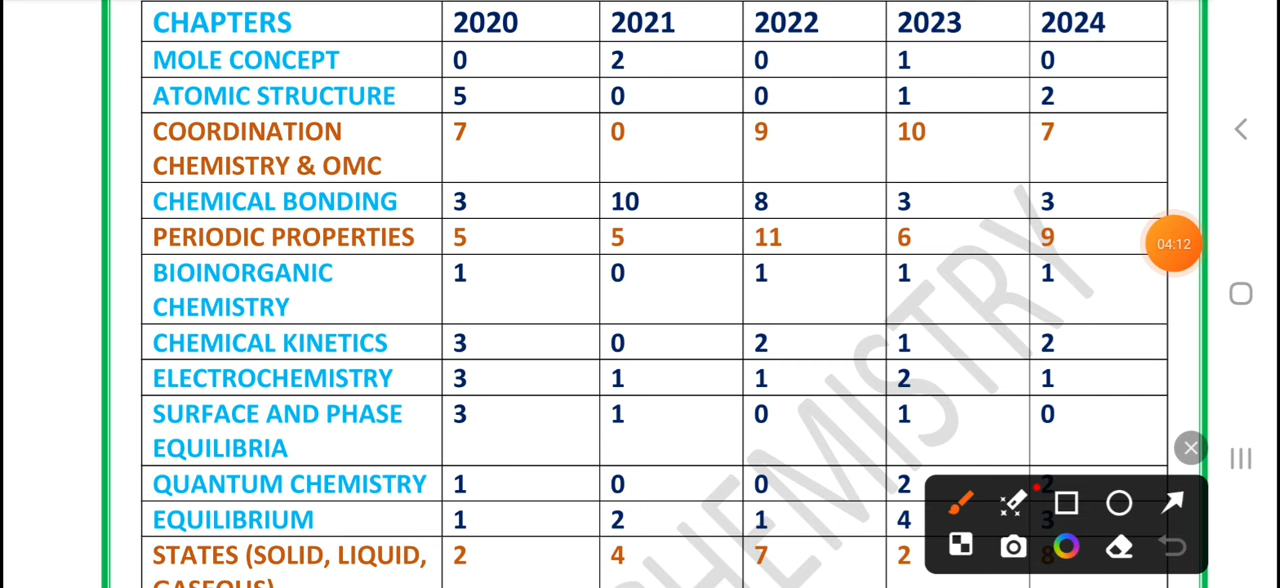 CHAPTERS 2020 2021 2022 2023 2024
MOLE CONCEPT 0 2 0 1 0
ATOMIC STRUCTURE 5 0 0 1 2
COORDINATION 7 0 9 10 7
CHEMISTRY & OMC
CHEMICAL BONDING 3 10 8 3 3
PERIODIC PROPERTIES 5 5 11 6 9
04:12
BIOINORGANIC 1 0 1 1 1
CHEMISTRY
CHEMICAL KINETICS 3 0 2 1 2
ELECTROCHEMISTRY 3 1 1 2 1
SURFACE AND PHASE 3 1 0 1 0
EQUILIBRIA
QUANTUM CHEMISTRY 1 0 0 2 2
EQUILIBRIUM 1 2 1 4 3
STATES (SOLID, LIQUID, 2 4 7 2 8
GASEOUS)
CHEMISTRY